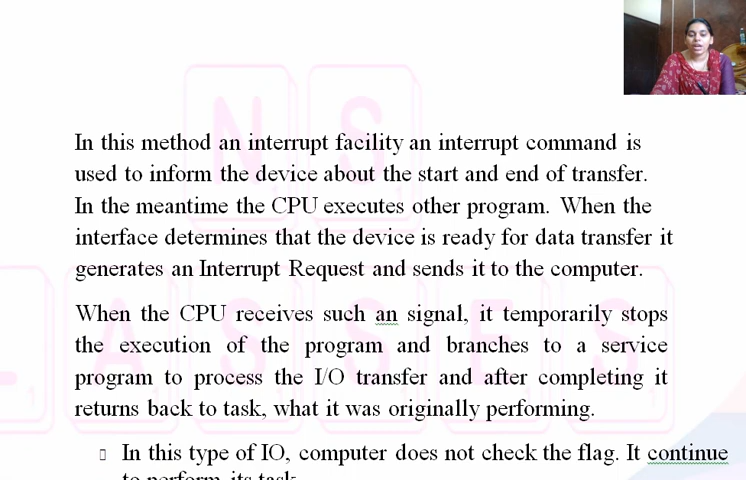 In this method an interrupt facility an interrupt command is
used to inform the device about the start and end of transfer.
In the meantime the CPU executes other program. When the
interface determines that the device is ready for data transfer it
generates an Interrupt Request and sends it to the computer.
When the CPU receives such an signal, it temporarily stops
the execution of the program and branches to a service
program to process the I/O transfer and after completing it
returns back to task, what it was originally performing.
In this type of IO, computer does not check the flag. It continue
to perform its task